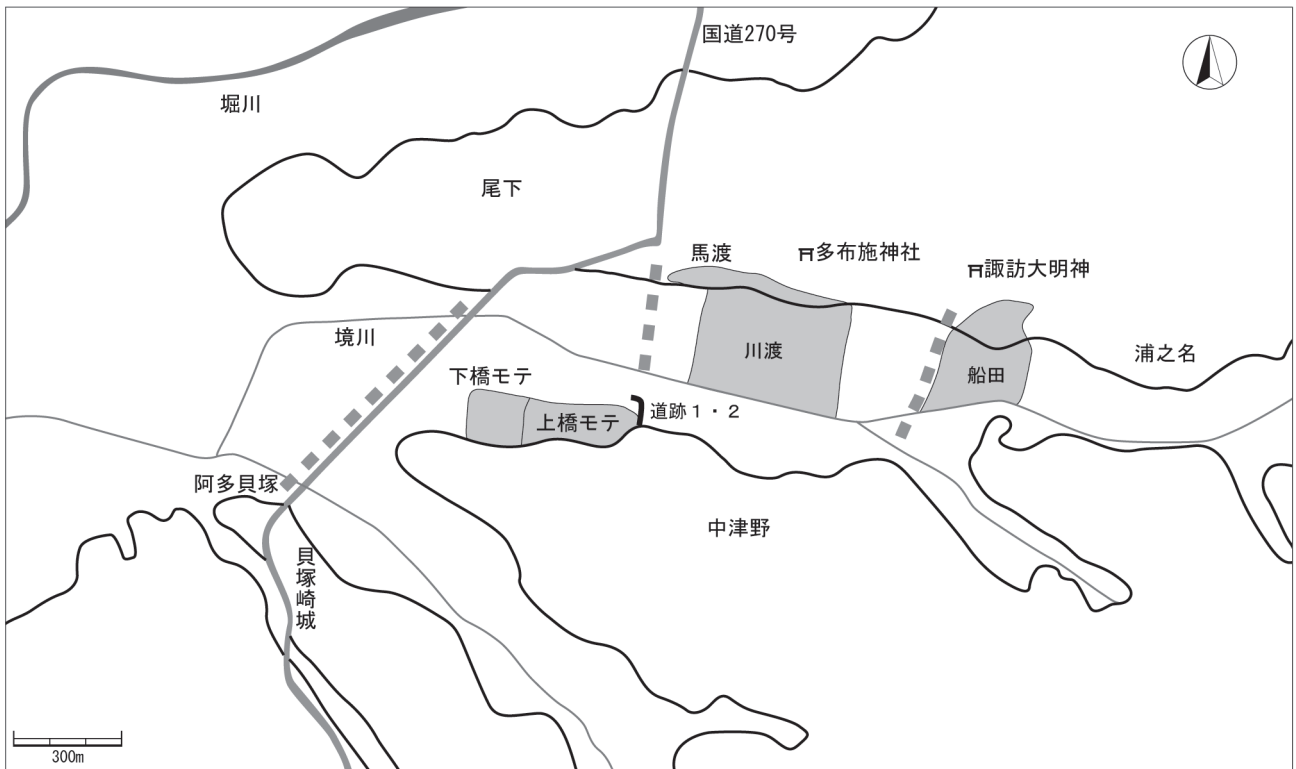 国道270号
堀川
尾下
馬渡
多布施神社
諏訪大明神
境川
川渡
浦之名
船田
下橋モテ
上橋モテ
道跡1・2
阿多貝塚
中津野
貝塚崎城
300m